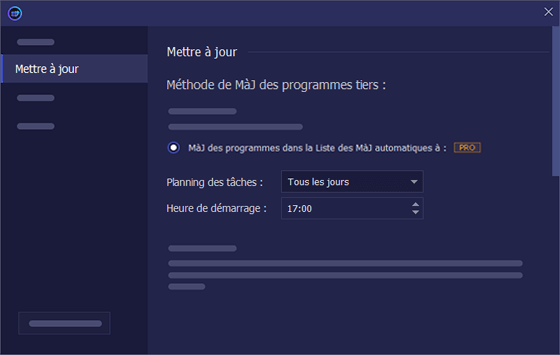 Mettre à jour
Mettre à jour
Méthode de MàJ des programmes tiers :
MàJ des programmes dans la Liste des MàJ automatiques à : PRO
Planning des tâches : Tous les jours
Heure de démarrage : 17:00